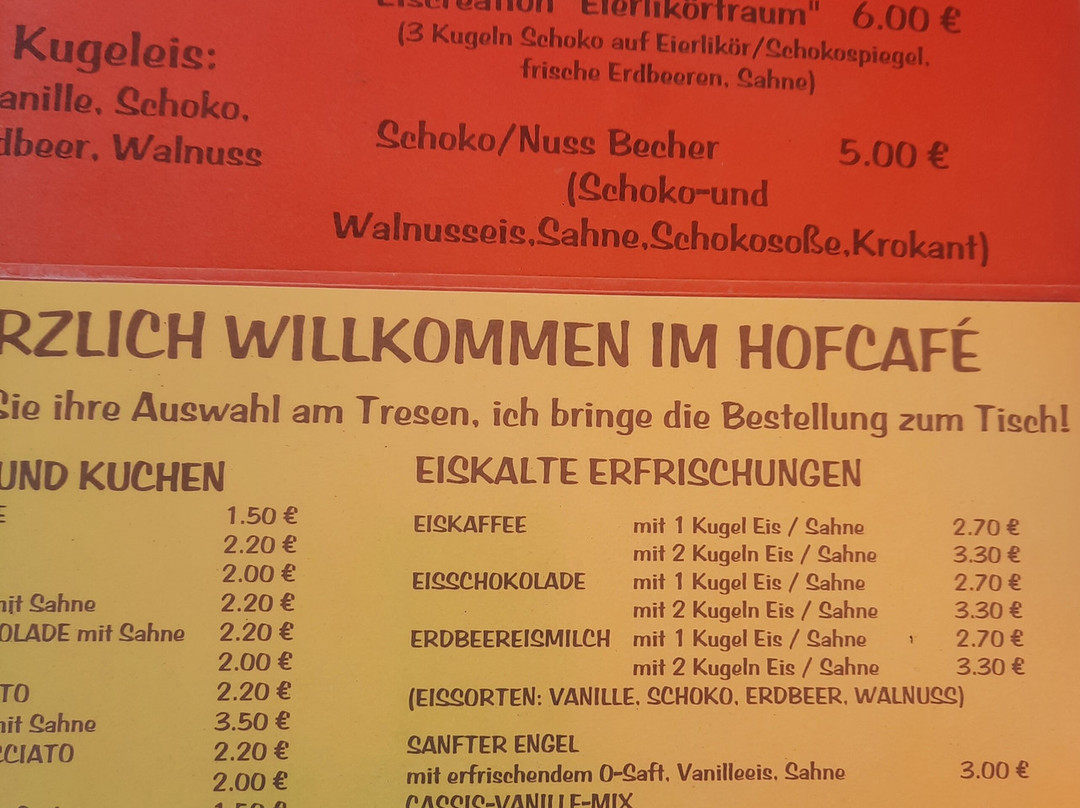 "Eierlikörtraum" 6.00 €
(3 Kugeln Schoko auf Eierlikör/Schokospiegel,
frische Erdbeeren, Sahne)
Kugeleis:
anille, Schoko,
dbeer, Walnuss
Schoko/Nuss Becher 5.00 €
(Schoko-und
Walnusseis,Sahne,Schokosoße,Krokant)
RZLICH WILLKOMMEN IM HOFCAFÉ
Sie ihre Auswahl am Tresen, ich bringe die Bestellung zum Tisch!
UND KUCHEN
E 1.50 €
2.20 €
2.00 €
mit Sahne 2.20 €
OLADE mit Sahne 2.20 €
2.00 €
TO 2.20 €
mit Sahne 3.50 €
CCIATO 2.20 €
2.00 €
EISKALTE ERFRISCHUNGEN
EISKAFFEE mit 1 Kugel Eis / Sahne 2.70 €
mit 2 Kugeln Eis / Sahne 3.30 €
EISSCHOKOLADE mit 1 Kugel Eis / Sahne 2.70 €
mit 2 Kugeln Eis / Sahne 3.30 €
ERDBEEREISMILCH mit 1 Kugel Eis / Sahne 2.70 €
mit 2 Kugeln Eis / Sahne 3.30 €
(EISSORTEN: VANILLE, SCHOKO, ERDBEER, WALNUSS)
SANFTER ENGEL
mit erfrischendem O-Saft, Vanilleeis, Sahne 3.00 €
CASSIS-VANILLE-MIX